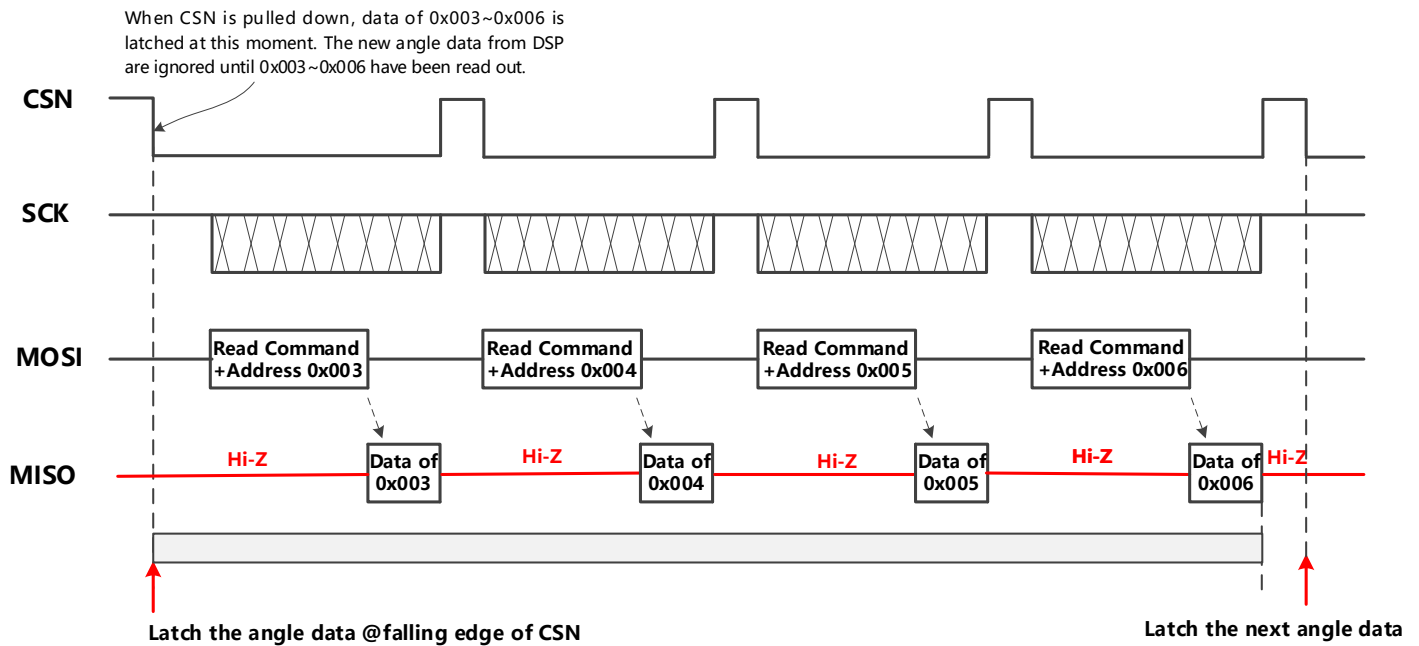 When CSN is pulled down, data of 0x003~0x006 is
latched at this moment. The new angle data from DSP
are ignored until 0x003~0x006 have been read out.
CSN
SCK
MOSI
Read Command
+Address 0x003
Read Command
+Address 0x004
Read Command
+Address 0x005
Read Command
+Address 0x006
MISO
Hi-Z
Data of
0x003
Hi-Z
Data of
0x004
Hi-Z
Data of
0x005
Hi-Z
Data of
0x006
Hi-Z
Latch the angle data @falling edge of CSN
Latch the next angle data